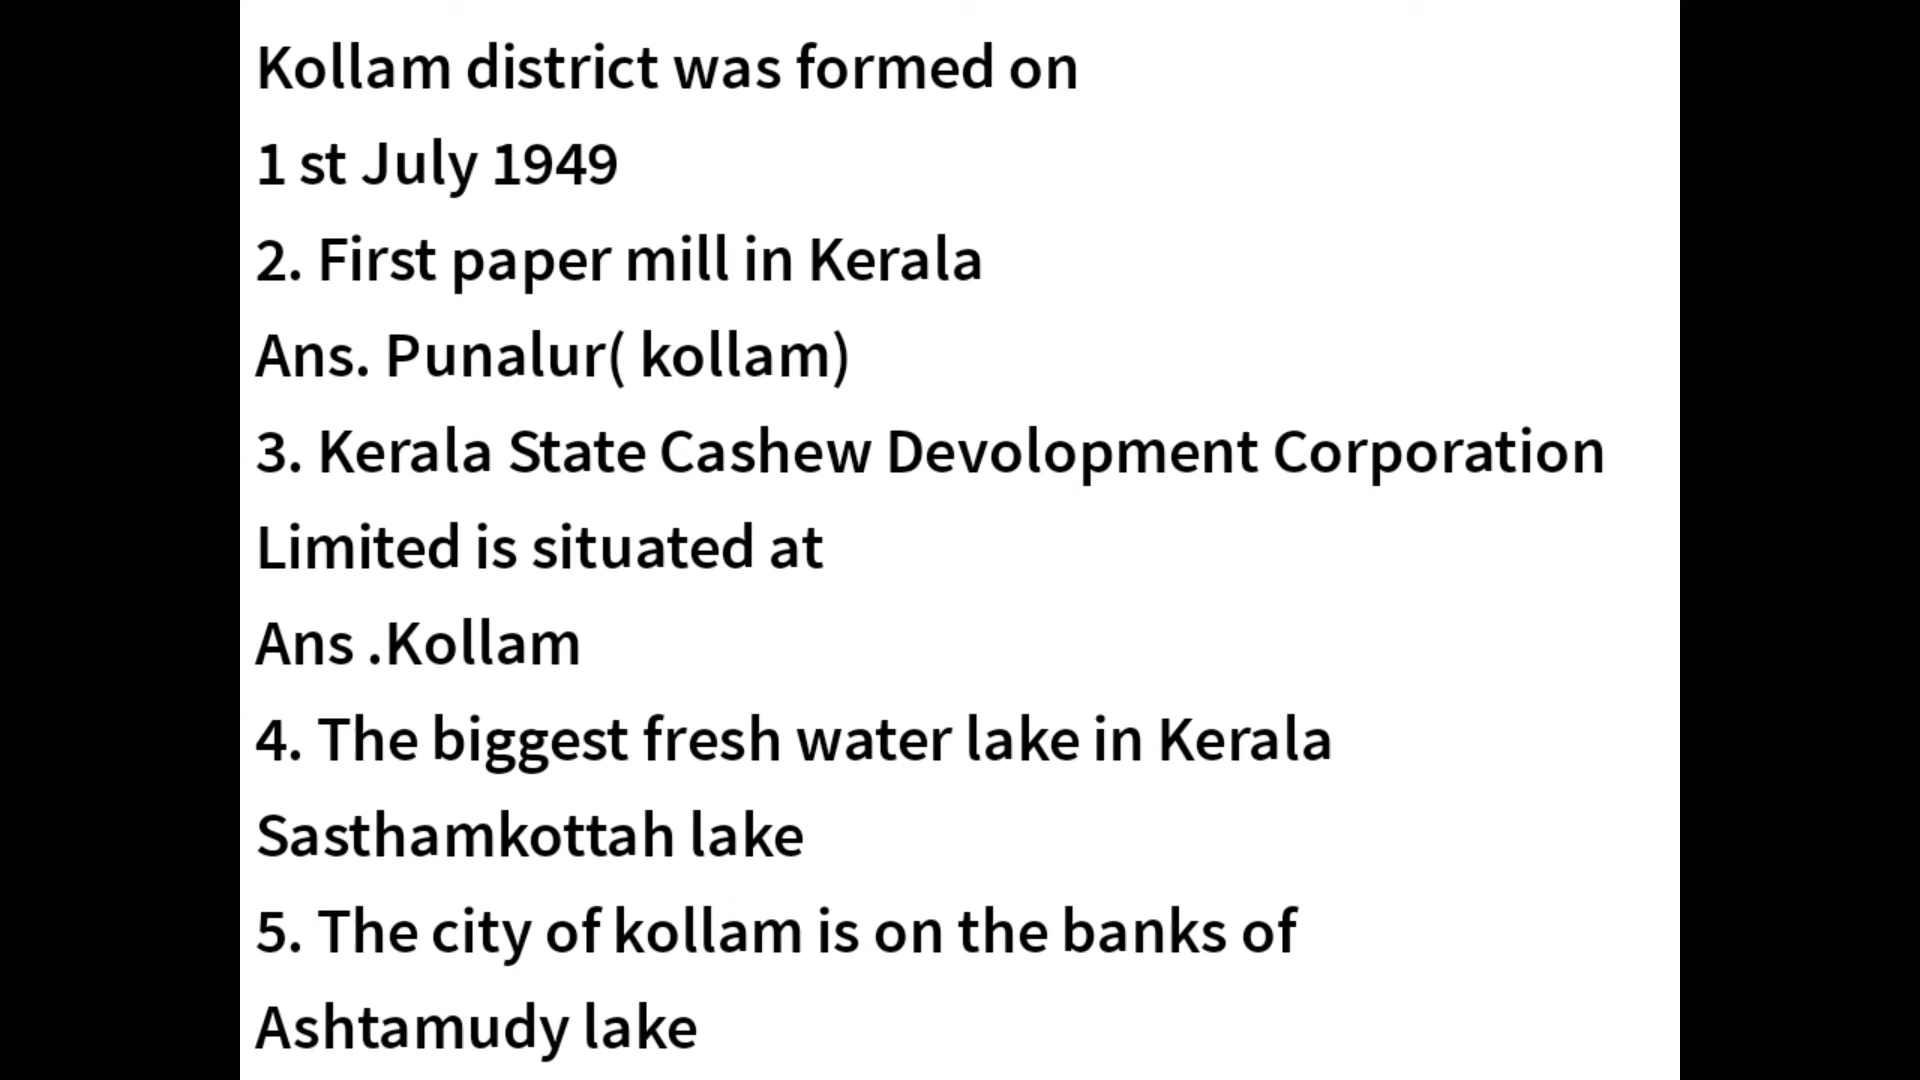 Kollam district was formed on
1 st July 1949
2. First paper mill in Kerala
Ans. Punalur( kollam)
3. Kerala State Cashew Devolopment Corporation
Limited is situated at
Ans .Kollam
4. The biggest fresh water lake in Kerala
Sasthamkottah lake
5. The city of kollam is on the banks of
Ashtamudy lake